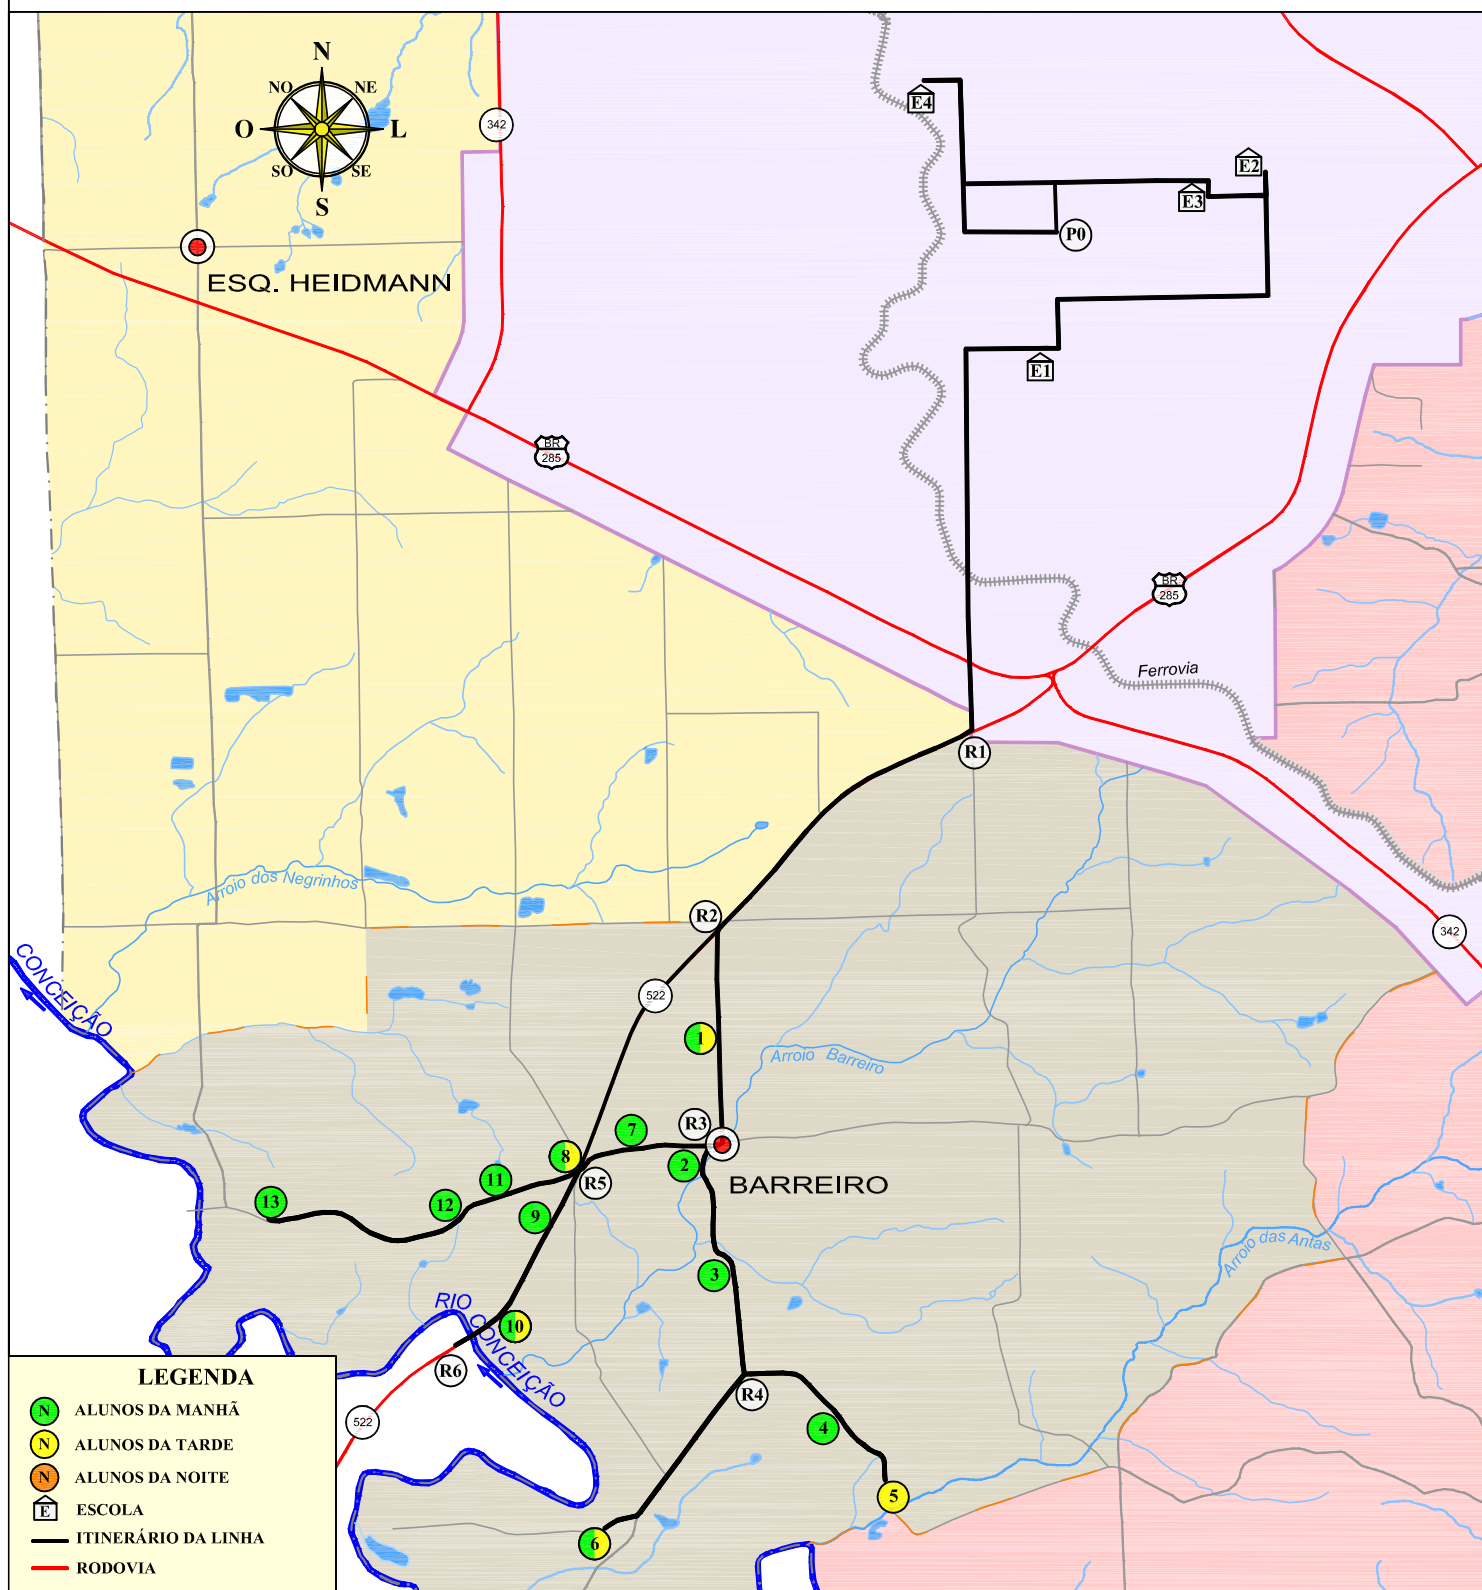 N
NO
NE
O
L
SO
SE
S
342
E4
E2
E3
P0
ESQ. HEIDMANN
E1
BR
285
BR
285
Ferrovia
R1
Arroio dos Negrinhos
R2
342
CONCEIÇÃO
522
1
Arroio Barreiro
R3
7
8
2
R5
BARREIRO
11
13
12
9
Arroio das Antas
3
RIO CONCEIÇÃO
10
R6
R4
522
4
5
6
LEGENDA
N ALUNOS DA MANHÃ
N ALUNOS DA TARDE
N ALUNOS DA NOITE
E ESCOLA
ITINERÁRIO DA LINHA
RODOVIA